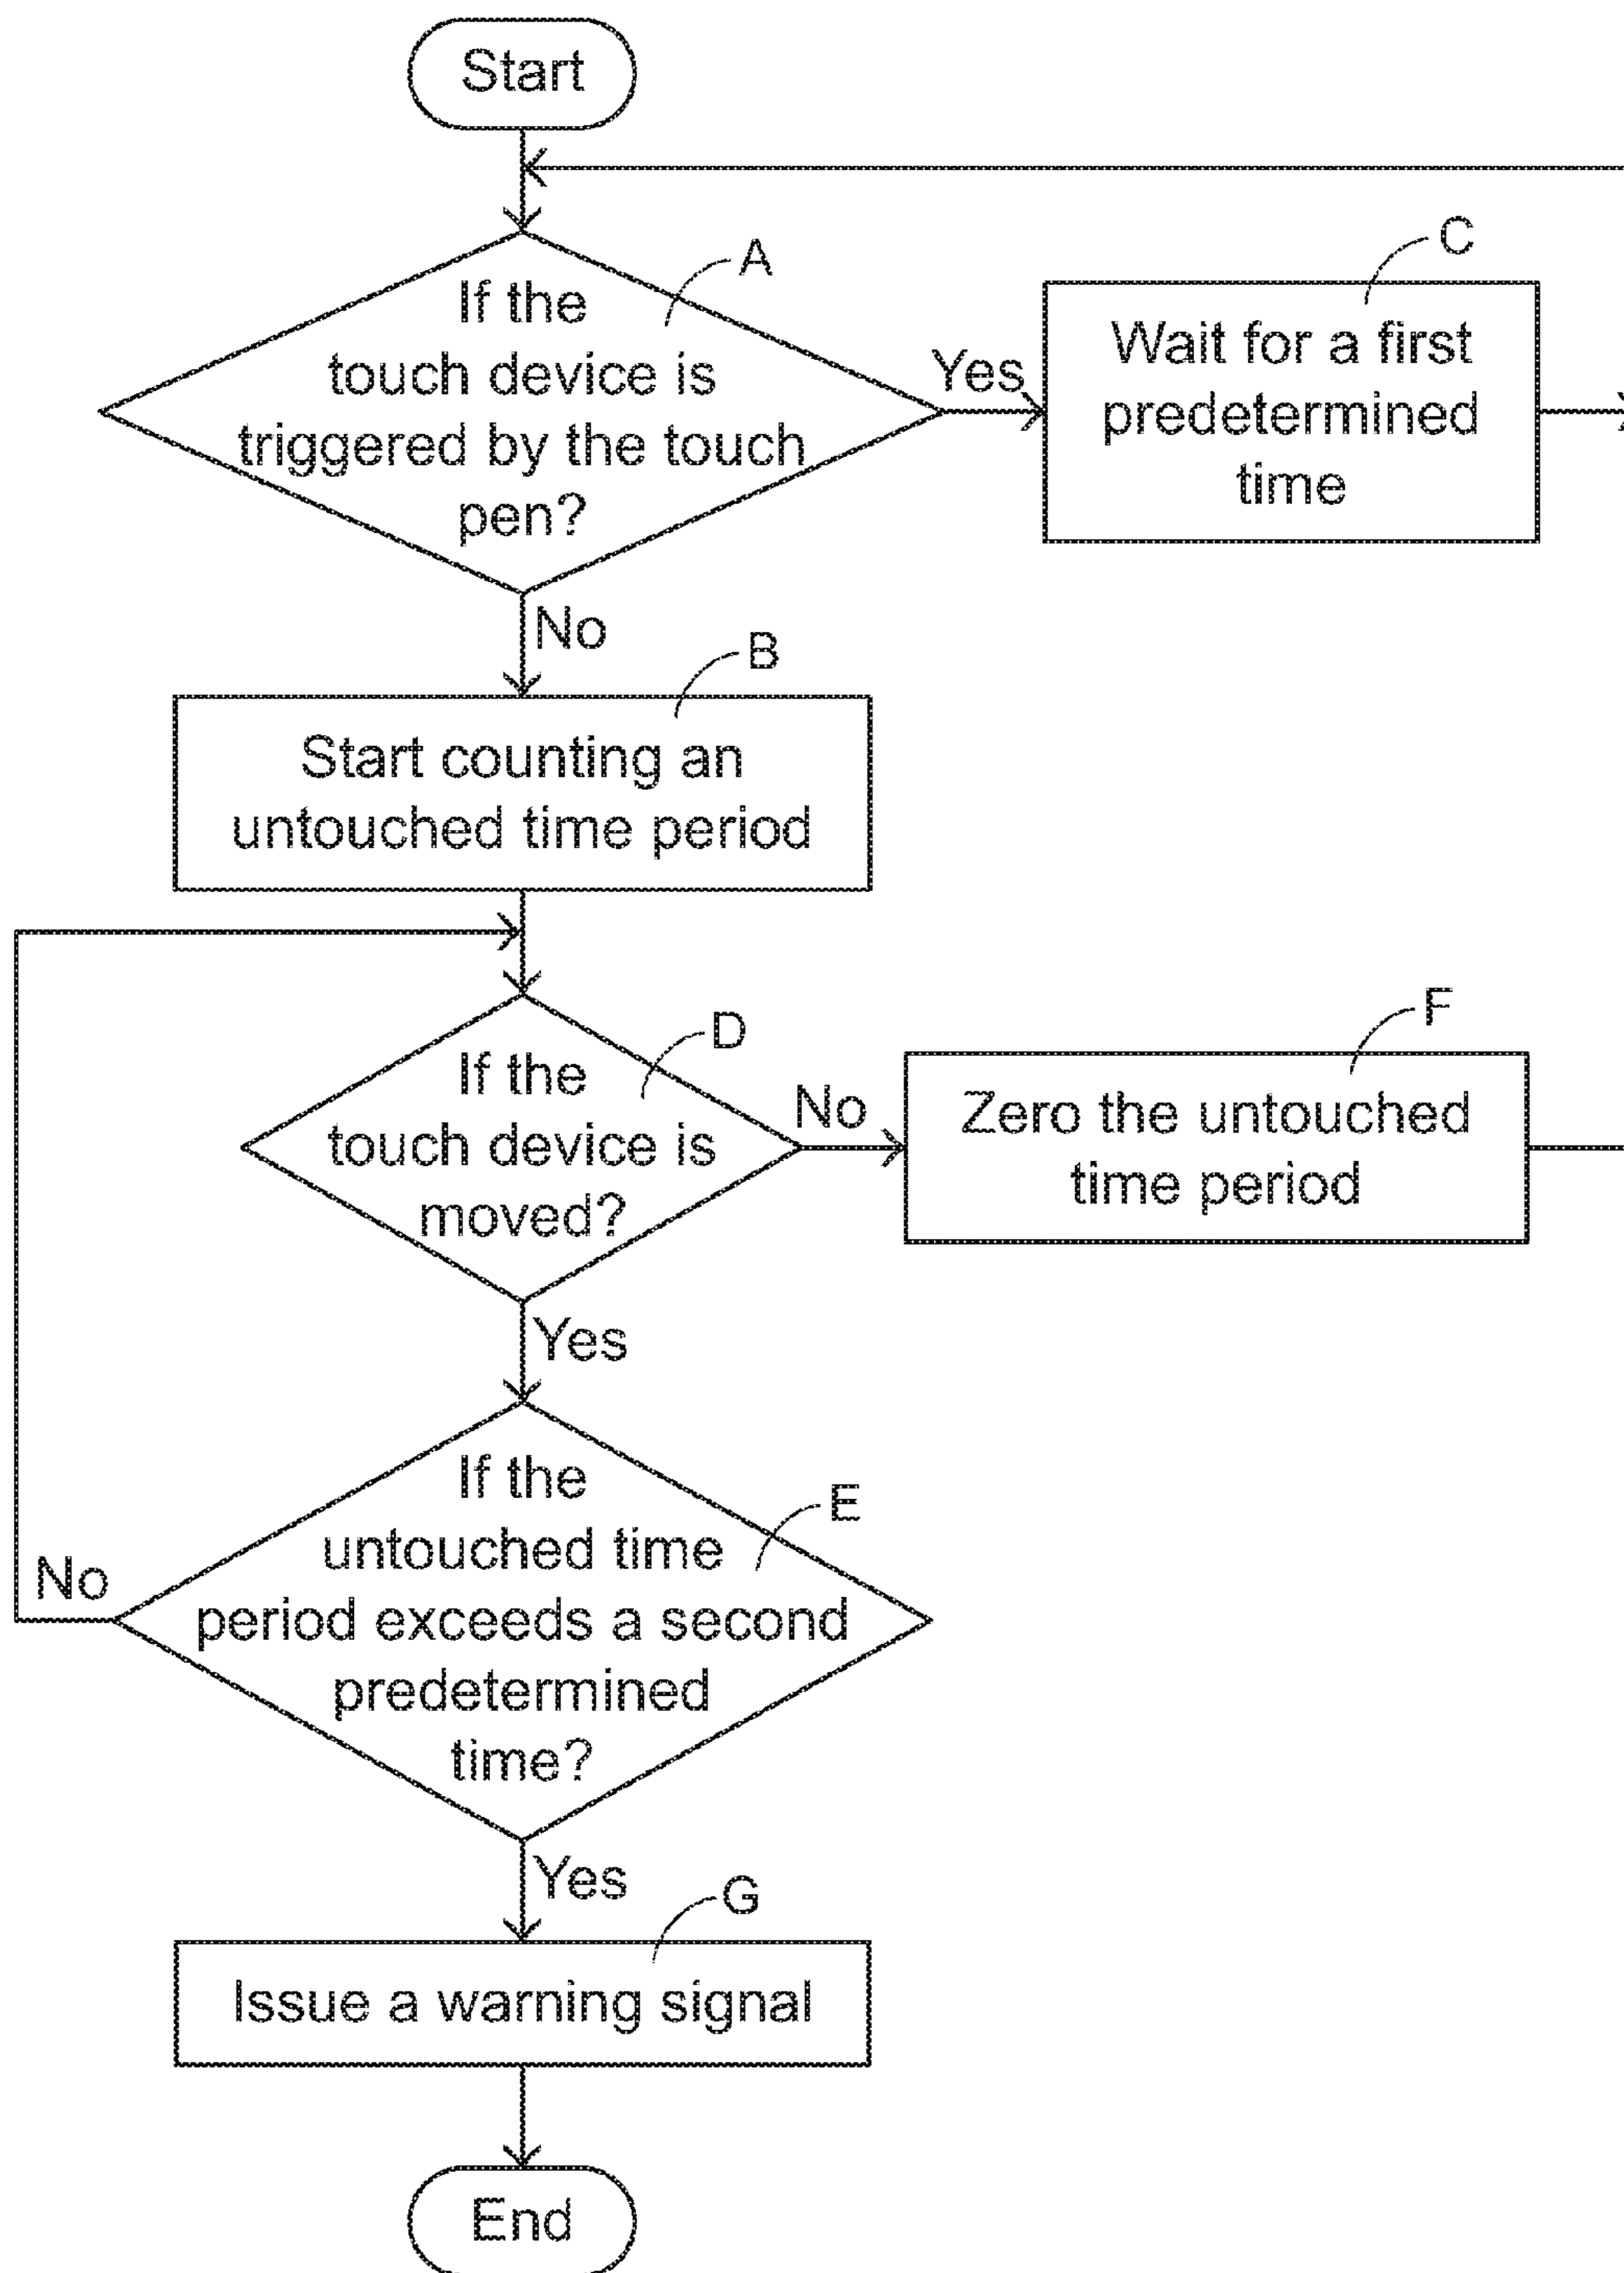 Start
A
If the
touch device is
triggered by the touch
pen?
Yes
C
Wait for a first
predetermined
time
No
B
Start counting an
untouched time period
D
If the
touch device is
moved?
No
F
Zero the untouched
time period
Yes
E
If the
untouched time
period exceeds a second
predetermined
time?
No
Yes
G
Issue a warning signal
End